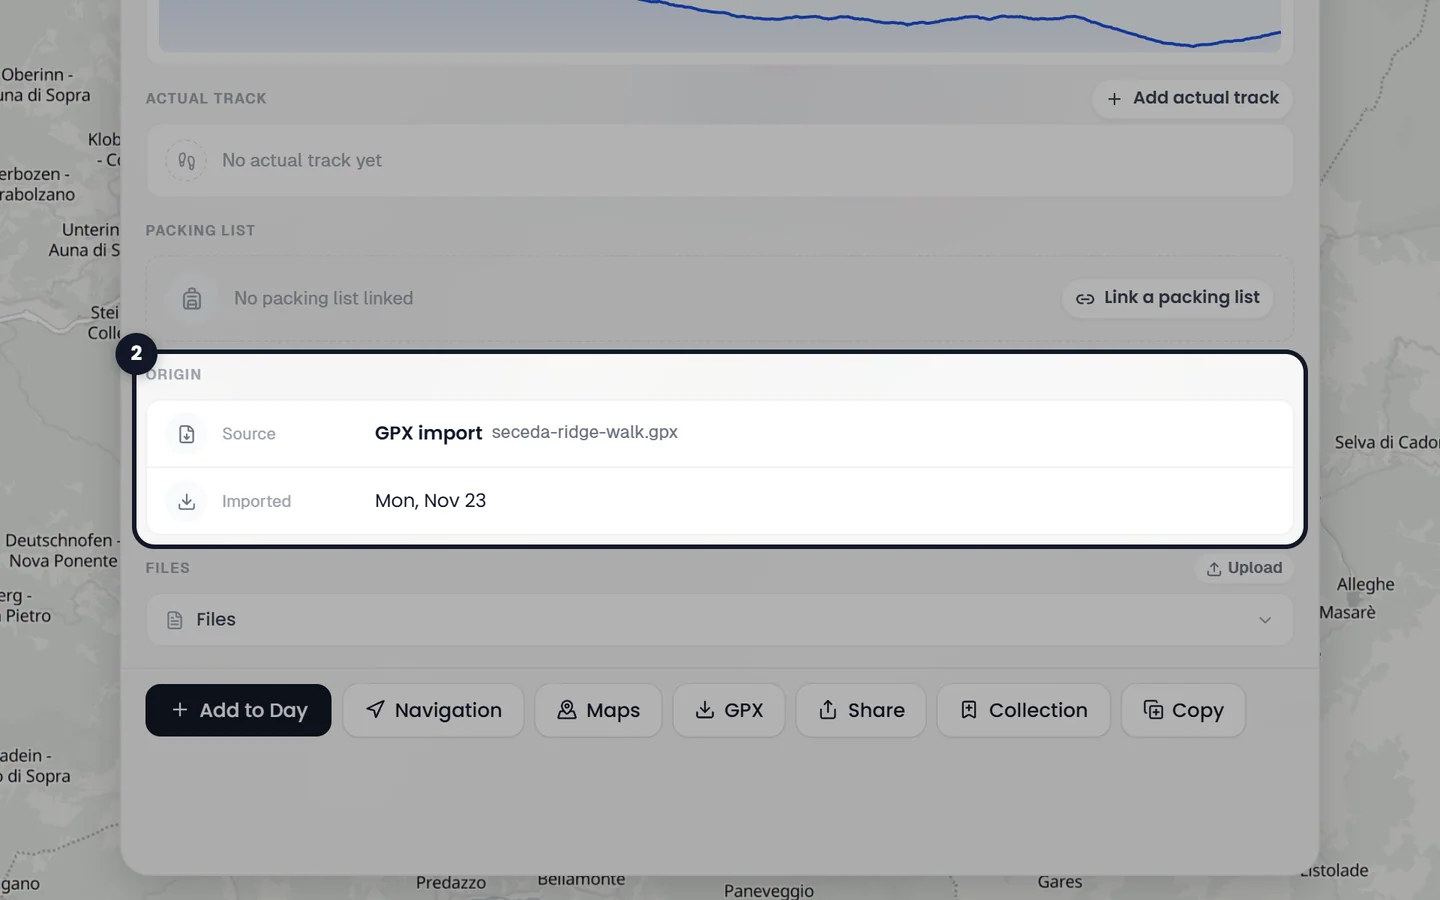 Oberinn -
una di Sopra
ACTUAL TRACK
Add actual track
No actual track yet
Klob
- Co
erbozen -
rabolzano
PACKING LIST
Unterin
Auna di S
No packing list linked
Link a packing list
Stei
Colle
2
ORIGIN
Source
GPX import seceda-ridge-walk.gpx
Imported
Mon, Nov 23
Selva di Cador
Deutschnofen -
Nova Ponente
FILES
Upload
Files
erg -
Pietro
Alleghe
Masarè
Add to Day
Navigation
Maps
GPX
Share
Collection
Copy
adein -
o di Sopra
gano
Predazzo
Bellamonte
Paneveggio
Gares
Listolade